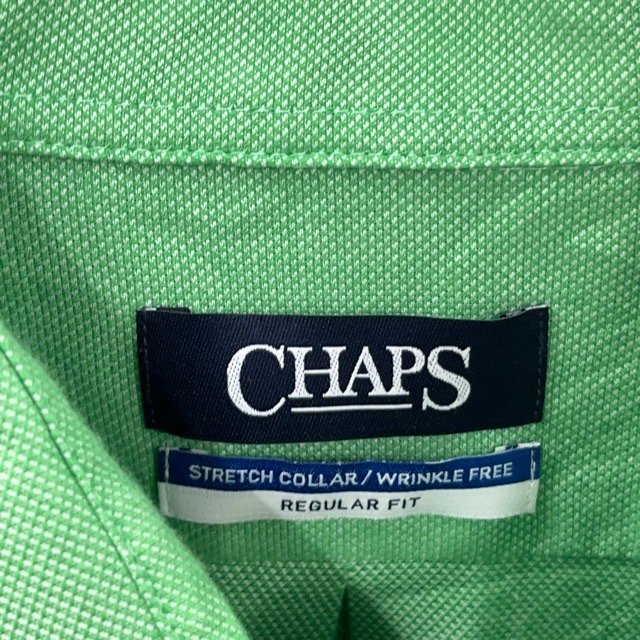 CHAPS
STRETCH COLLAR/WRINKLE FREE
REGULAR FIT